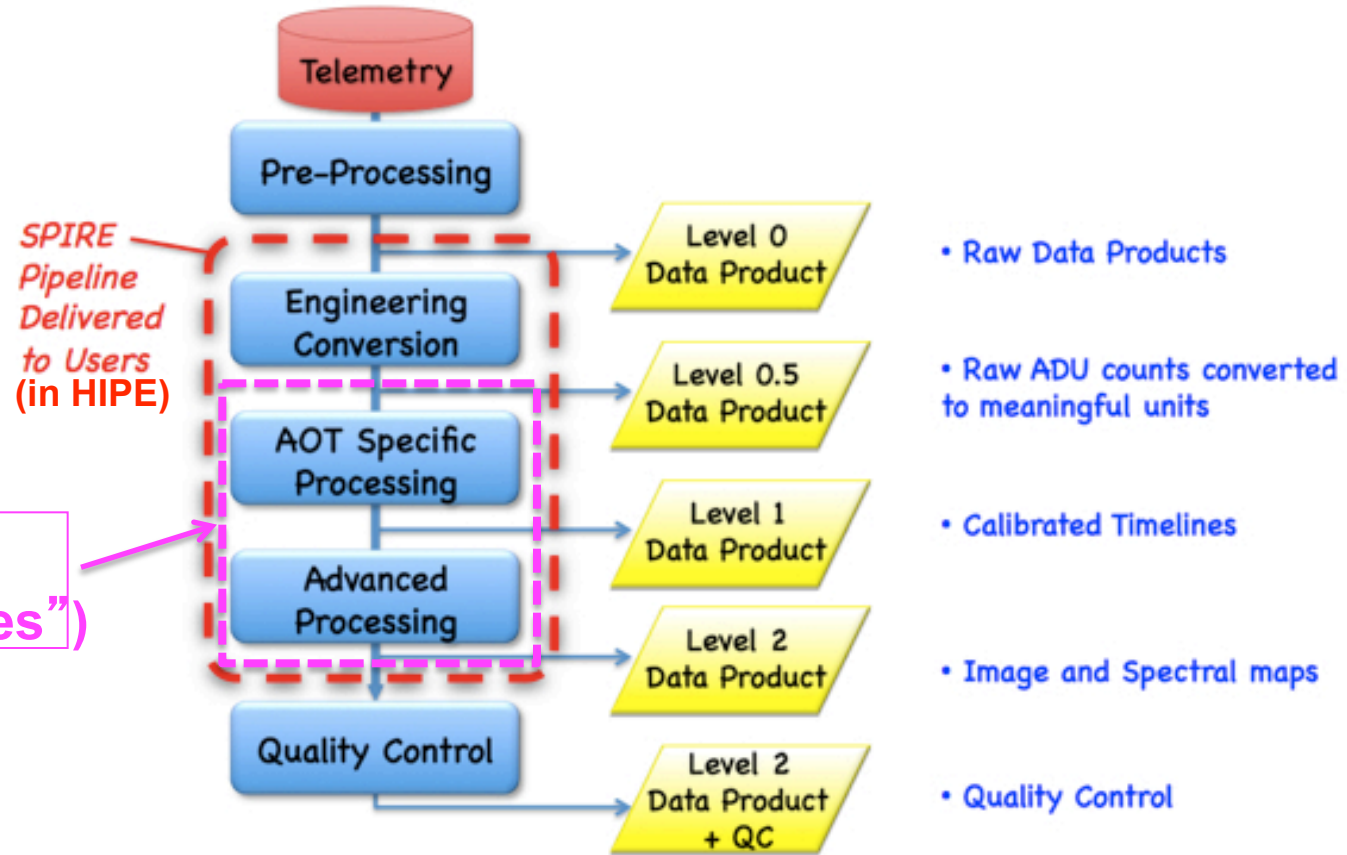 Telemetry
Pre-Processing
SPIRE
Pipeline
Delivered
to Users
(in HIPE)
Level 0
Data Product
• Raw Data Products
Engineering
Conversion
Level 0.5
Data Product
• Raw ADU counts converted
to meaningful units
AOT Specific
Processing
Level 1
Data Product
• Calibrated Timelines
es”)
Advanced
Processing
Level 2
Data Product
• Image and Spectral maps
Quality Control
Level 2
Data Product
+ QC
• Quality Control